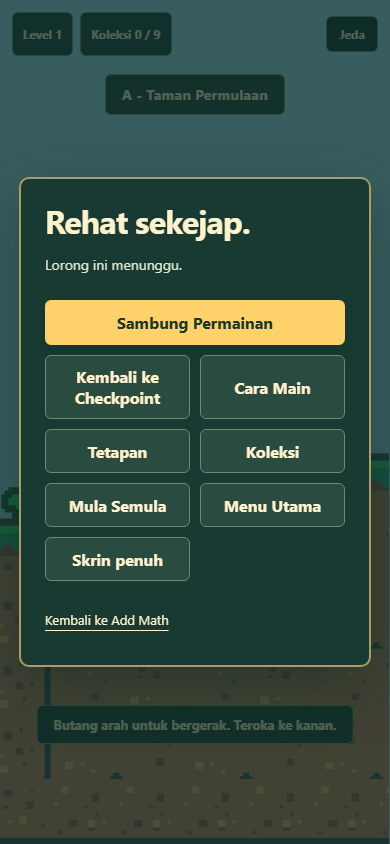 Level 1
Koleksi 0 / 9
Jeda
A - Taman Permulaan
Rehat sekejap.
Lorong ini menunggu.
Sambung Permainan
Kembali ke
Checkpoint
Cara Main
Tetapan
Koleksi
Mula Semula
Menu Utama
Skrin penuh
Kembali ke Add Math
Butang arah untuk bergerak. Teroka ke kanan.